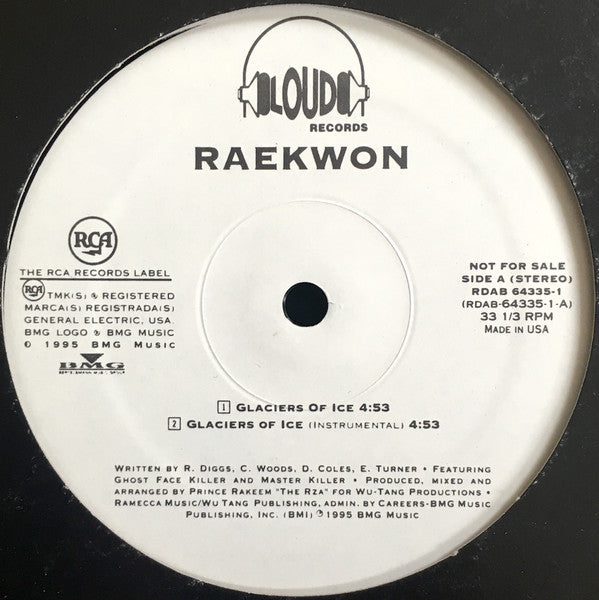 LOUD
RECORDS
RAEKWON
RCA
THE RCA RECORDS LABEL
RCA TMK(S) ® REGISTERED
MARCA(S) REGISTRADA(S)
GENERAL ELECTRIC, USA
BMG LOGO ® BMG MUSIC
© 1995 BMG MUSIC
BMG
NOT FOR SALE
SIDE A (STEREO)
RDAB 64335-1
(RDAB-64335-1-A)
33 1/3 RPM
MADE IN USA
1 GLACIERS OF ICE 4:53
2 GLACIERS OF ICE (INSTRUMENTAL) 4:53
WRITTEN BY R. DIGGS, C. WOODS, D. COLES, E. TURNER • FEATURING
GHOST FACE KILLER AND MASTER KILLER • PRODUCED, MIXED AND
ARRANGED BY PRINCE RAKEEM "THE RZA" FOR WU-TANG PRODUCTIONS •
RAMECCA MUSIC/WU TANG PUBLISHING, ADMIN. BY CAREERS-BMG MUSIC
PUBLISHING, INC. (BMI) ℗ 1995 BMG MUSIC